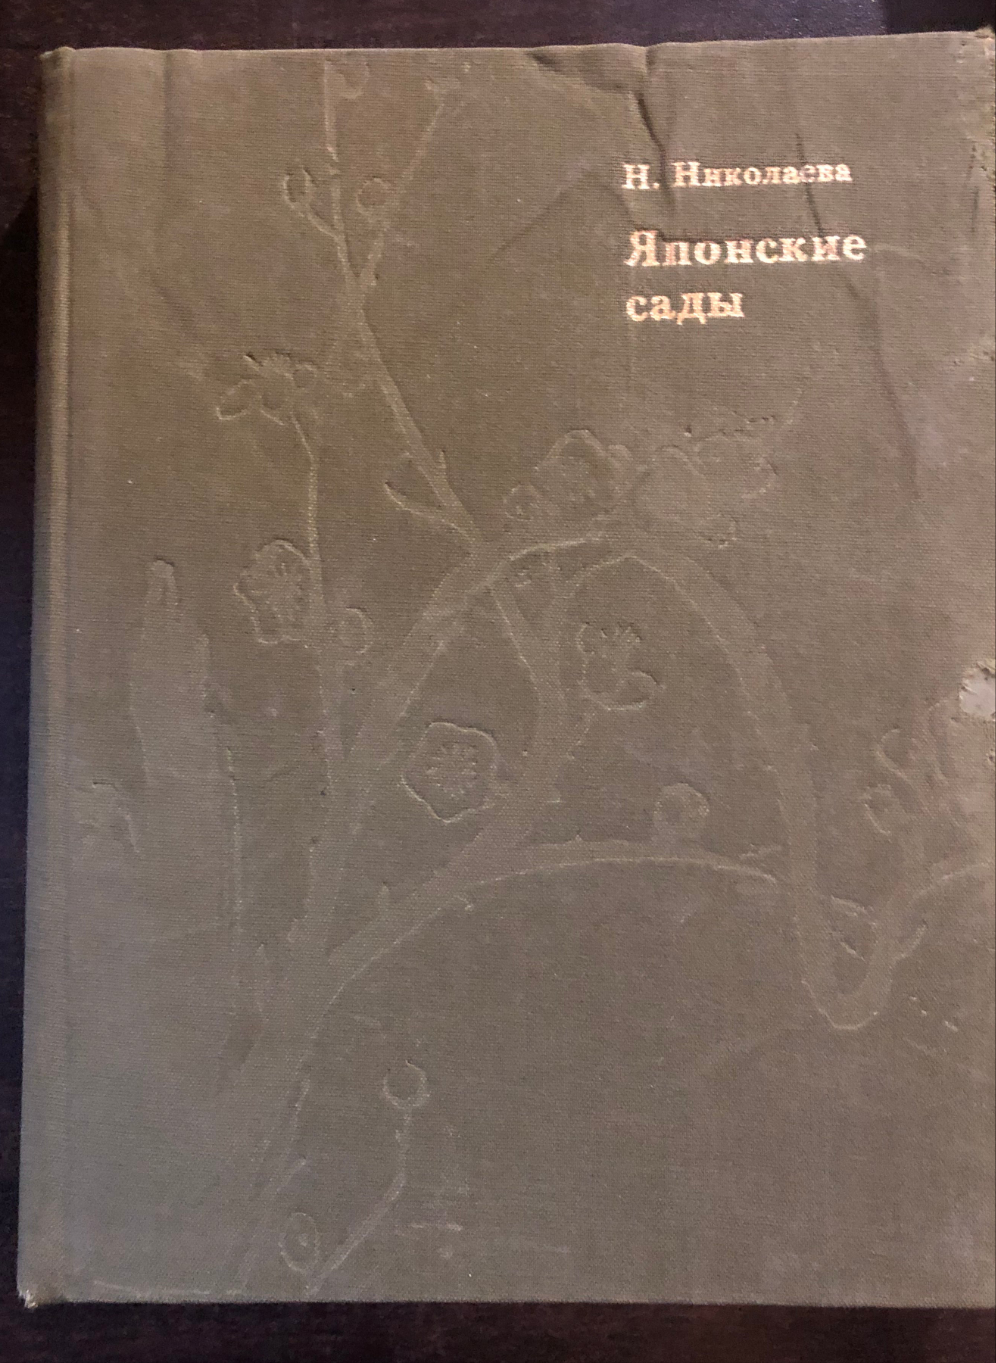 Н. Николаева
Японские
сады